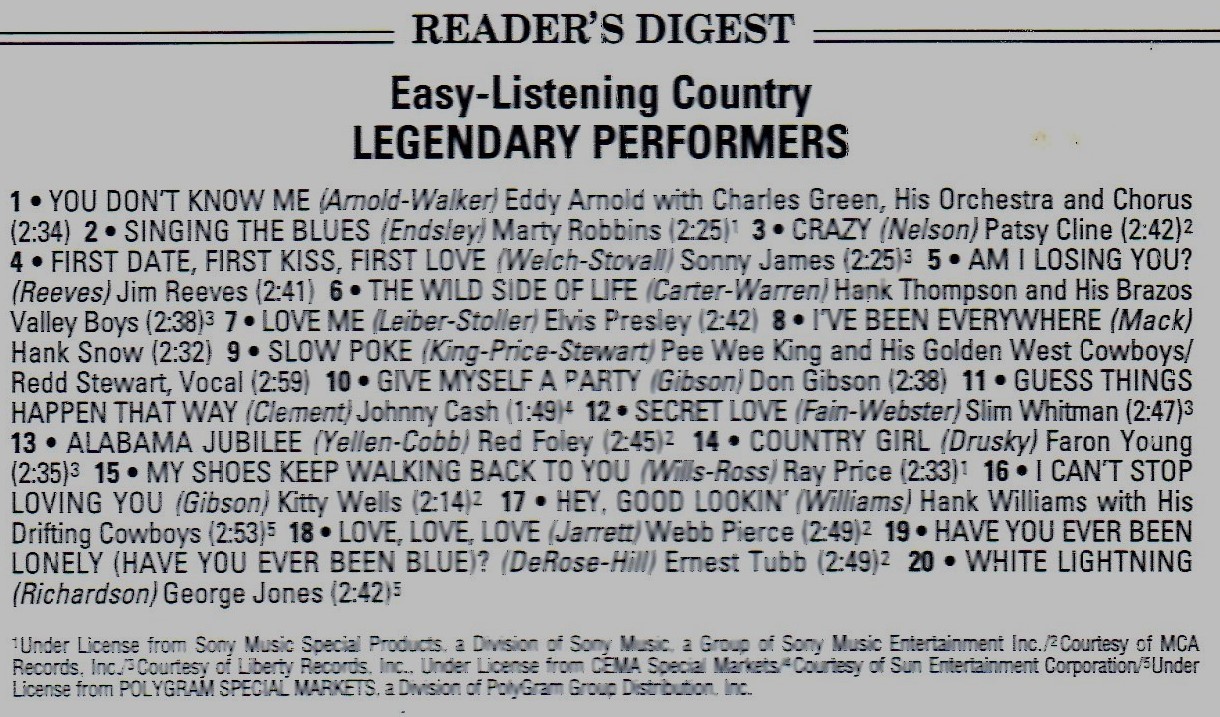 READER'S DIGEST
Easy-Listening Country
LEGENDARY PERFORMERS
1 • YOU DON'T KNOW ME (Arnold-Walker) Eddy Arnold with Charles Green, His Orchestra and Chorus
(2:34) 2 • SINGING THE BLUES (Endsley) Marty Robbins (2:25)¹ 3 • CRAZY (Nelson) Patsy Cline (2:42)²
4 • FIRST DATE, FIRST KISS, FIRST LOVE (Welch-Stovall) Sonny James (2:25)³ 5 • AM I LOSING YOU?
(Reeves) Jim Reeves (2:41) 6 • THE WILD SIDE OF LIFE (Carter-Warren) Hank Thompson and His Brazos
Valley Boys (2:38)³ 7 • LOVE ME (Leiber-Stoller) Elvis Presley (2:42) 8 • I'VE BEEN EVERYWHERE (Mack)
Hank Snow (2:32) 9 • SLOW POKE (King-Price-Stewart) Pee Wee King and His Golden West Cowboys/
Redd Stewart, Vocal (2:59) 10 • GIVE MYSELF A PARTY (Gibson) Don Gibson (2:38) 11 • GUESS THINGS
HAPPEN THAT WAY (Clement) Johnny Cash (1:49)⁴ 12 • SECRET LOVE (Fain-Webster) Slim Whitman (2:47)³
13 • ALABAMA JUBILEE (Yellen-Cobb) Red Foley (2:45)² 14 • COUNTRY GIRL (Drusky) Faron Young
(2:35)³ 15 • MY SHOES KEEP WALKING BACK TO YOU (Wills-Ross) Ray Price (2:33)¹ 16 • I CAN'T STOP
LOVING YOU (Gibson) Kitty Wells (2:14)² 17 • HEY, GOOD LOOKIN' (Williams) Hank Williams with His
Drifting Cowboys (2:53)⁵ 18 • LOVE, LOVE, LOVE (Jarrett) Webb Pierce (2:49)² 19 • HAVE YOU EVER BEEN
LONELY (HAVE YOU EVER BEEN BLUE)? (DeRose-Hill) Ernest Tubb (2:49)² 20 • WHITE LIGHTNING
(Richardson) George Jones (2:42)⁵
¹Under License from Sony Music Special Products, a Division of Sony Music, a Group of Sony Music Entertainment Inc./²Courtesy of MCA
Records, Inc./³Courtesy of Liberty Records, Inc., Under License from CEMA Special Markets/⁴Courtesy of Sun Entertainment Corporation/⁵Under
License from POLYGRAM SPECIAL MARKETS, a Division of PolyGram Group Distribution, Inc.